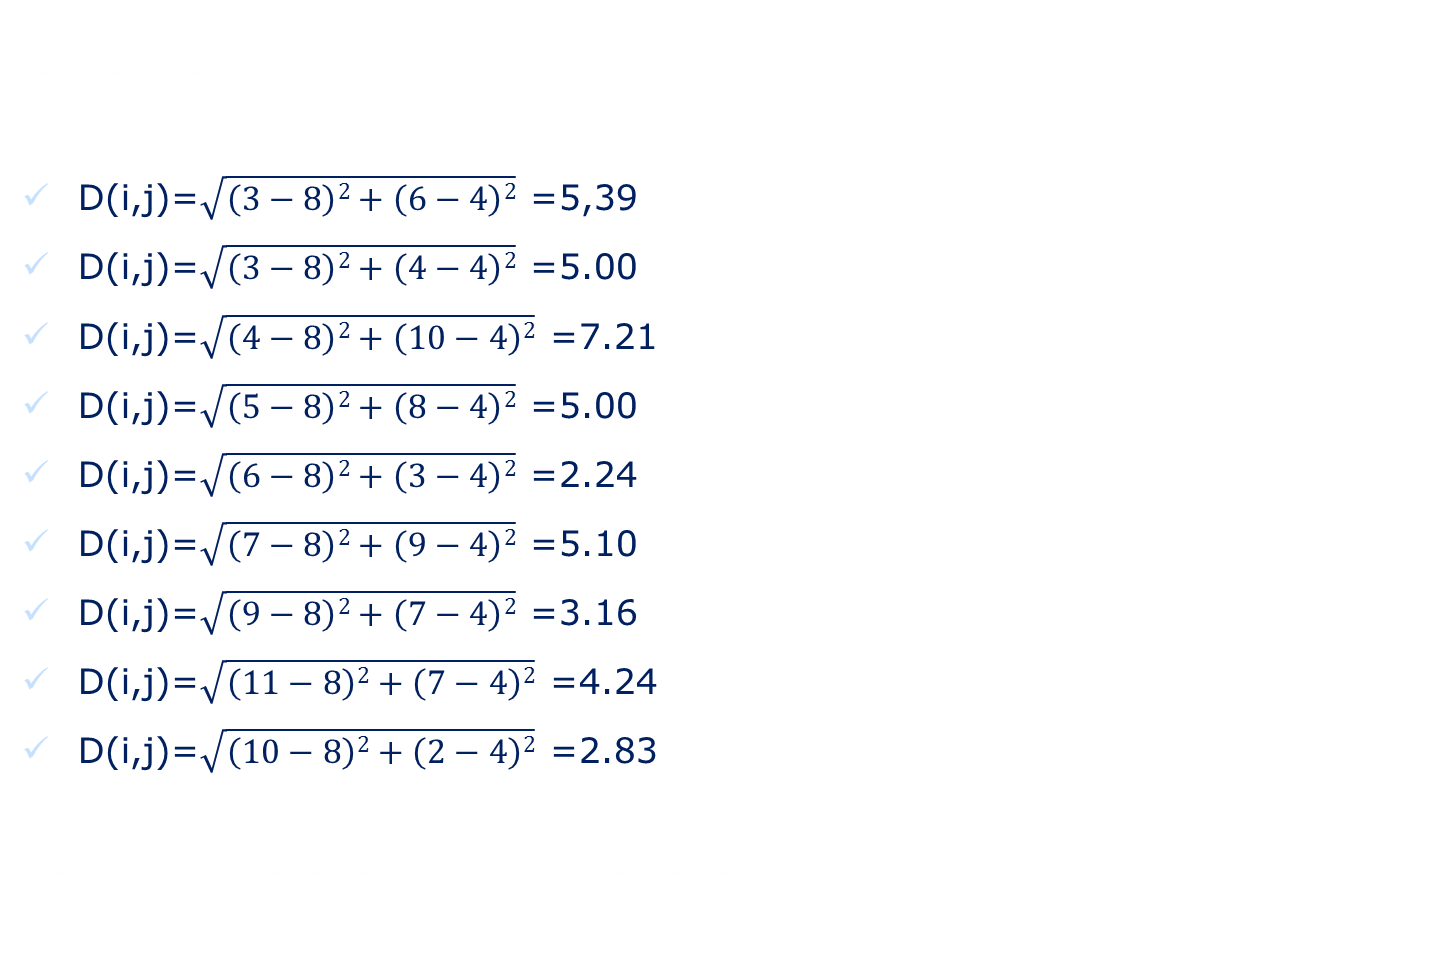 ✓ D(i,j)=√(3 − 8)² + (6 − 4)² =5,39
✓ D(i,j)=√(3 − 8)² + (4 − 4)² =5.00
✓ D(i,j)=√(4 − 8)² + (10 − 4)² =7.21
✓ D(i,j)=√(5 − 8)² + (8 − 4)² =5.00
✓ D(i,j)=√(6 − 8)² + (3 − 4)² =2.24
✓ D(i,j)=√(7 − 8)² + (9 − 4)² =5.10
✓ D(i,j)=√(9 − 8)² + (7 − 4)² =3.16
✓ D(i,j)=√(11 − 8)² + (7 − 4)² =4.24
✓ D(i,j)=√(10 − 8)² + (2 − 4)² =2.83